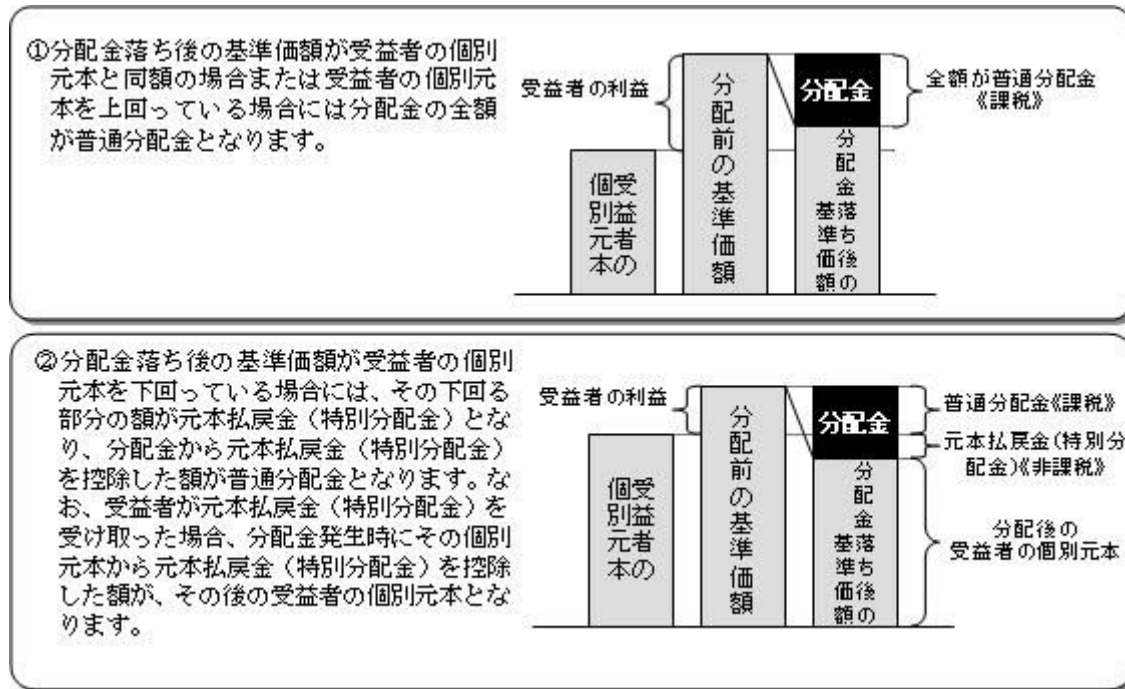 ①分配金落ち後の基準価額が受益者の個別
元本と同額の場合または受益者の個別元
本を上回っている場合には分配金の全額
が普通分配金となります。
受益者の利益
受益者の
個別元本
分配前の基準価額
分配金
分配金落ち後の
基準価額
全額が普通分配金
《課税》
②分配金落ち後の基準価額が受益者の個別
元本を下回っている場合には、その下回る
部分の額が元本払戻金（特別分配金）とな
り、分配金から元本払戻金（特別分配金）
を控除した額が普通分配金となります。な
お、受益者が元本払戻金（特別分配金）を
受け取った場合、分配金発生時にその個別
元本から元本払戻金（特別分配金）を控除
した額が、その後の受益者の個別元本とな
ります。
受益者の利益
受益者の
個別元本
分配前の基準価額
分配金
分配金落ち後の
基準価額
普通分配金《課税》
元本払戻金(特別分
配金)《非課税》
分配後の
受益者の個別元本